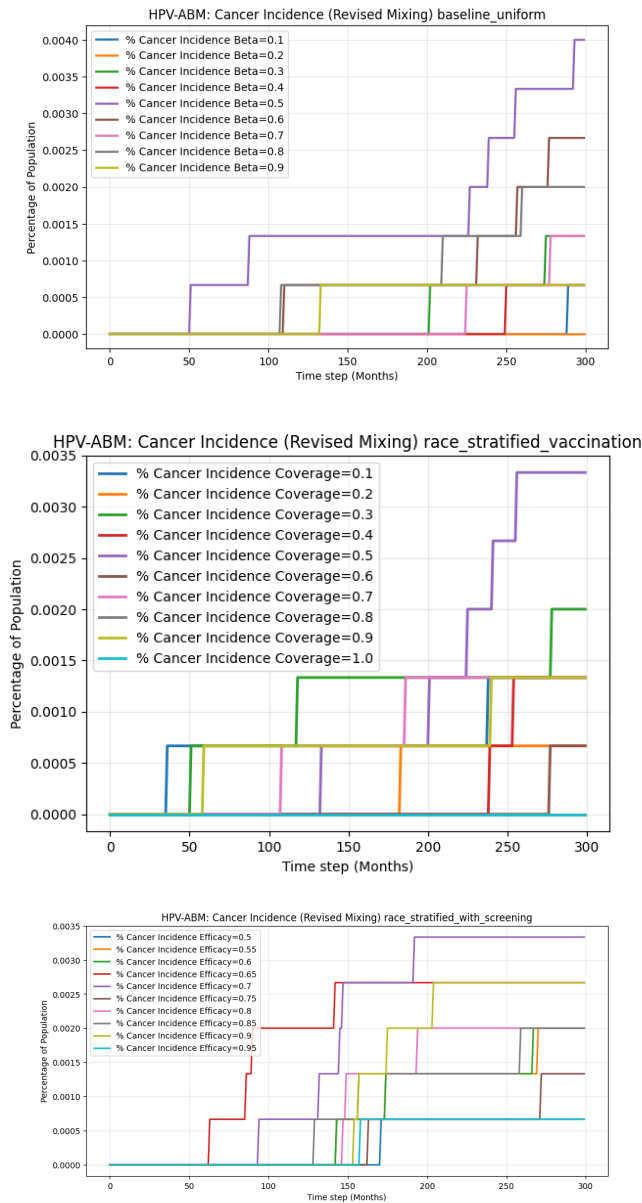 HPV-ABM: Cancer Incidence (Revised Mixing) baseline_uniform
0.0040
0.0035
0.0030
0.0025
0.0020
0.0015
0.0010
0.0005
0.0000
Percentage of Population
% Cancer Incidence Beta=0.1
% Cancer Incidence Beta=0.2
% Cancer Incidence Beta=0.3
% Cancer Incidence Beta=0.4
% Cancer Incidence Beta=0.5
% Cancer Incidence Beta=0.6
% Cancer Incidence Beta=0.7
% Cancer Incidence Beta=0.8
% Cancer Incidence Beta=0.9
0 50 100 150 200 250 300
Time step (Months)
HPV-ABM: Cancer Incidence (Revised Mixing) race_stratified_vaccination
0.0035
0.0030
0.0025
0.0020
0.0015
0.0010
0.0005
0.0000
Percentage of Population
% Cancer Incidence Coverage=0.1
% Cancer Incidence Coverage=0.2
% Cancer Incidence Coverage=0.3
% Cancer Incidence Coverage=0.4
% Cancer Incidence Coverage=0.5
% Cancer Incidence Coverage=0.6
% Cancer Incidence Coverage=0.7
% Cancer Incidence Coverage=0.8
% Cancer Incidence Coverage=0.9
% Cancer Incidence Coverage=1.0
0 50 100 150 200 250 300
Time step (Months)
HPV-ABM: Cancer Incidence (Revised Mixing) race_stratified_with_screening
0.0035
0.0030
0.0025
0.0020
0.0015
0.0010
0.0005
0.0000
Percentage of Population
% Cancer Incidence Efficacy=0.5
% Cancer Incidence Efficacy=0.55
% Cancer Incidence Efficacy=0.6
% Cancer Incidence Efficacy=0.65
% Cancer Incidence Efficacy=0.7
% Cancer Incidence Efficacy=0.75
% Cancer Incidence Efficacy=0.8
% Cancer Incidence Efficacy=0.85
% Cancer Incidence Efficacy=0.9
% Cancer Incidence Efficacy=0.95
0 50 100 150 200 250 300
Time step (Months)